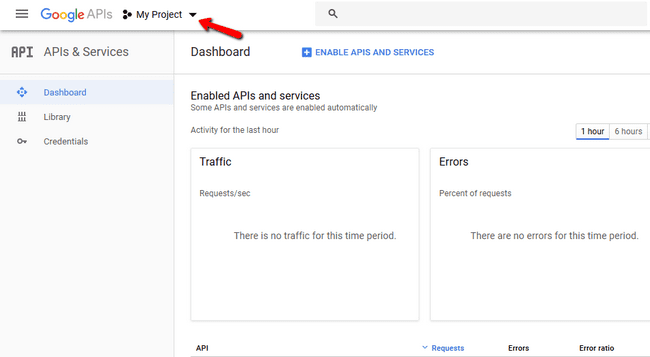 Google APIs My Project
API APIs & Services
Dashboard
Library
Credentials
Dashboard ENABLE APIS AND SERVICES
Enabled APIs and services
Some APIs and services are enabled automatically
Activity for the last hour
1 hour 6 hours
Traffic
Requests/sec
There is no traffic for this time period.
Errors
Percent of requests
There are no errors for this time period.
API Requests Errors Error ratio